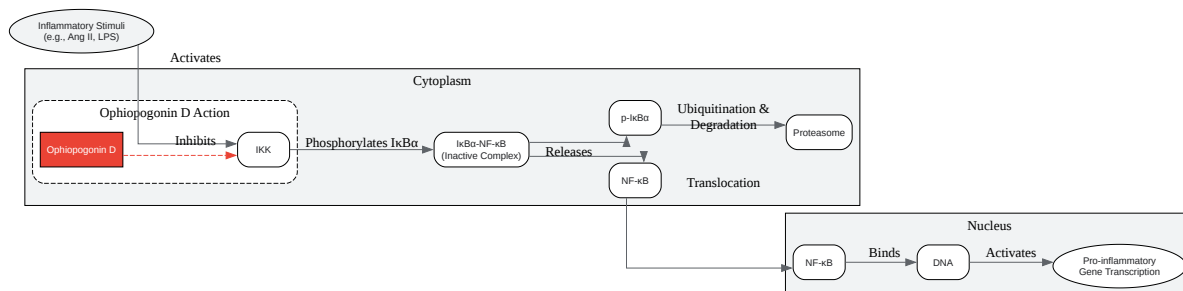 Inflammatory Stimuli
(e.g., Ang II, LPS)
Activates
Cytoplasm
Ophiopogonin D Action
Ophiopogonin D
Inhibits
IKK
Phosphorylates IκBα
IκBα-NF-κB
(Inactive Complex)
Releases
p-IκBα
Ubiquitination &
Degradation
Proteasome
NF-κB
Translocation
Nucleus
NF-κB
Binds
DNA
Activates
Pro-inflammatory
Gene Transcription